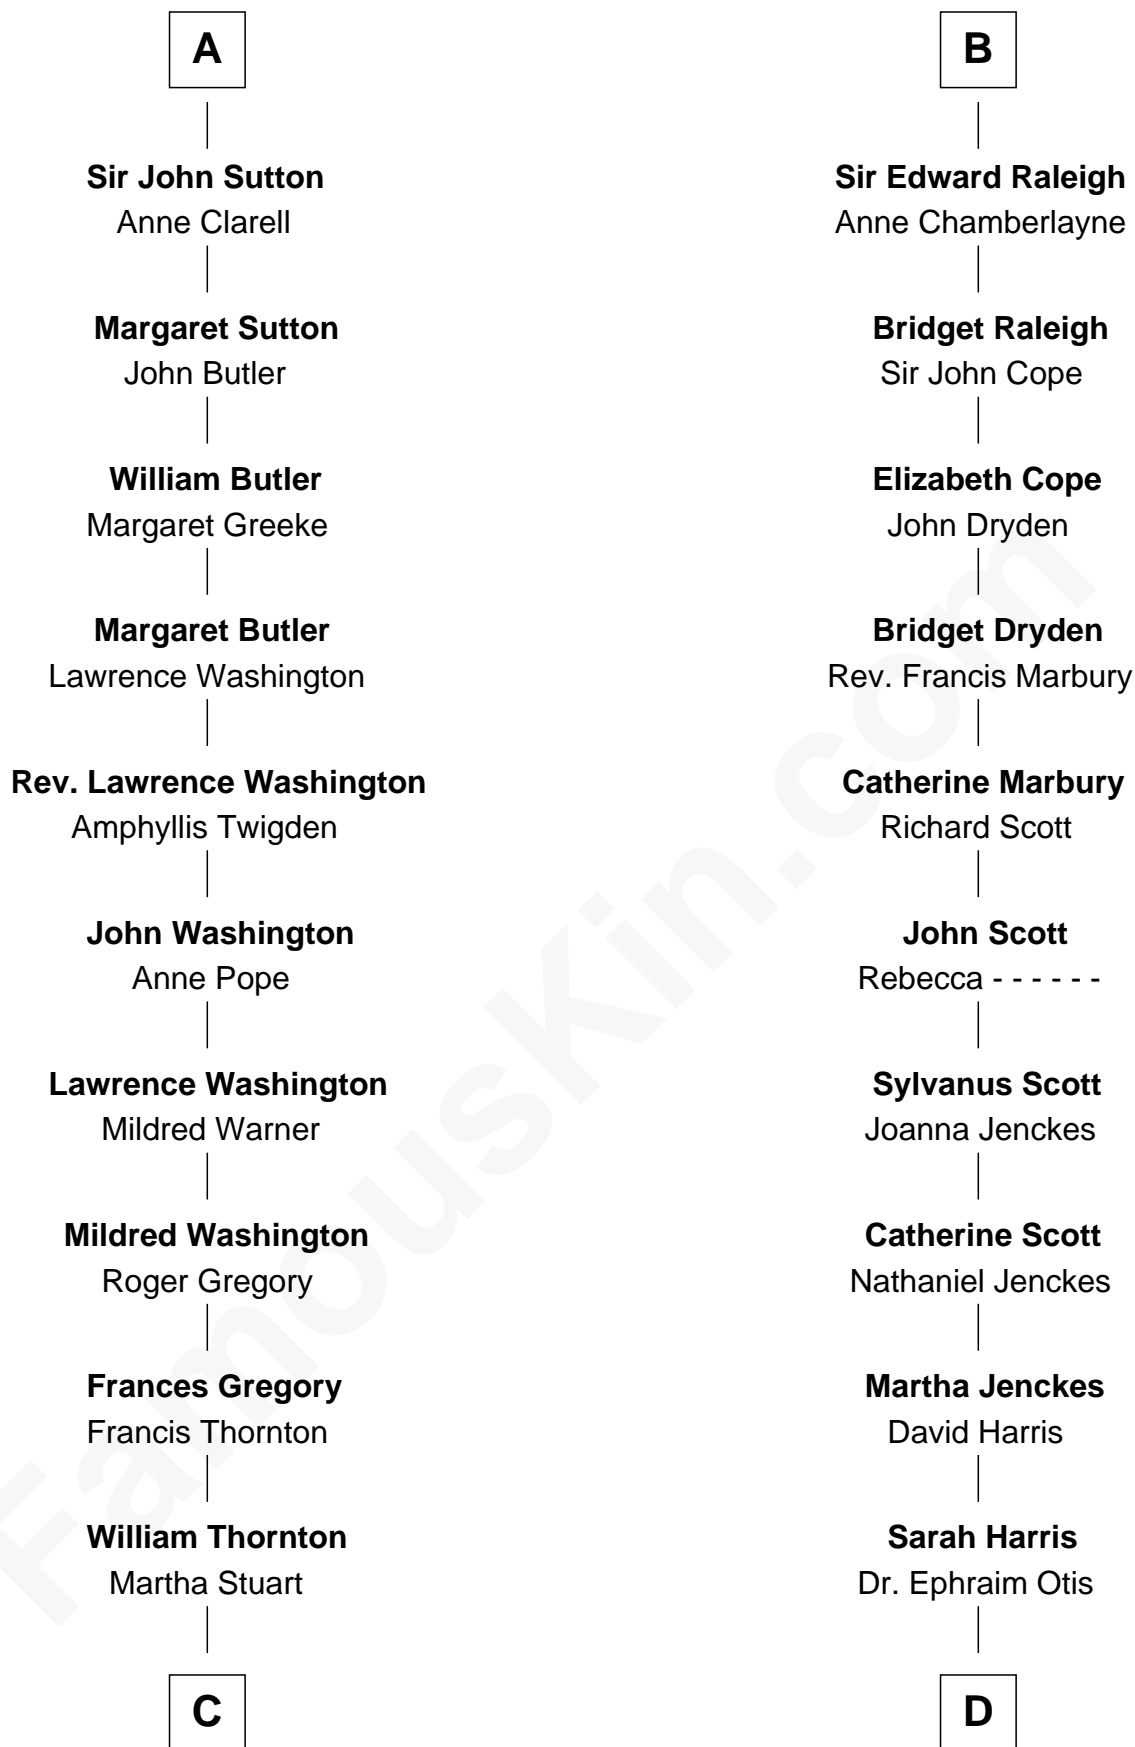 A
Sir John Sutton
Anne Clarell
Margaret Sutton
John Butler
William Butler
Margaret Greeke
Margaret Butler
Lawrence Washington
Rev. Lawrence Washington
Amphyllis Twigden
John Washington
Anne Pope
Lawrence Washington
Mildred Warner
Mildred Washington
Roger Gregory
Frances Gregory
Francis Thornton
William Thornton
Martha Stuart
C
B
Sir Edward Raleigh
Anne Chamberlayne
Bridget Raleigh
Sir John Cope
Elizabeth Cope
John Dryden
Bridget Dryden
Rev. Francis Marbury
Catherine Marbury
Richard Scott
John Scott
Rebecca - - - - - -
Sylvanus Scott
Joanna Jenckes
Catherine Scott
Nathaniel Jenckes
Martha Jenckes
David Harris
Sarah Harris
Dr. Ephraim Otis
D
FamousKin.com